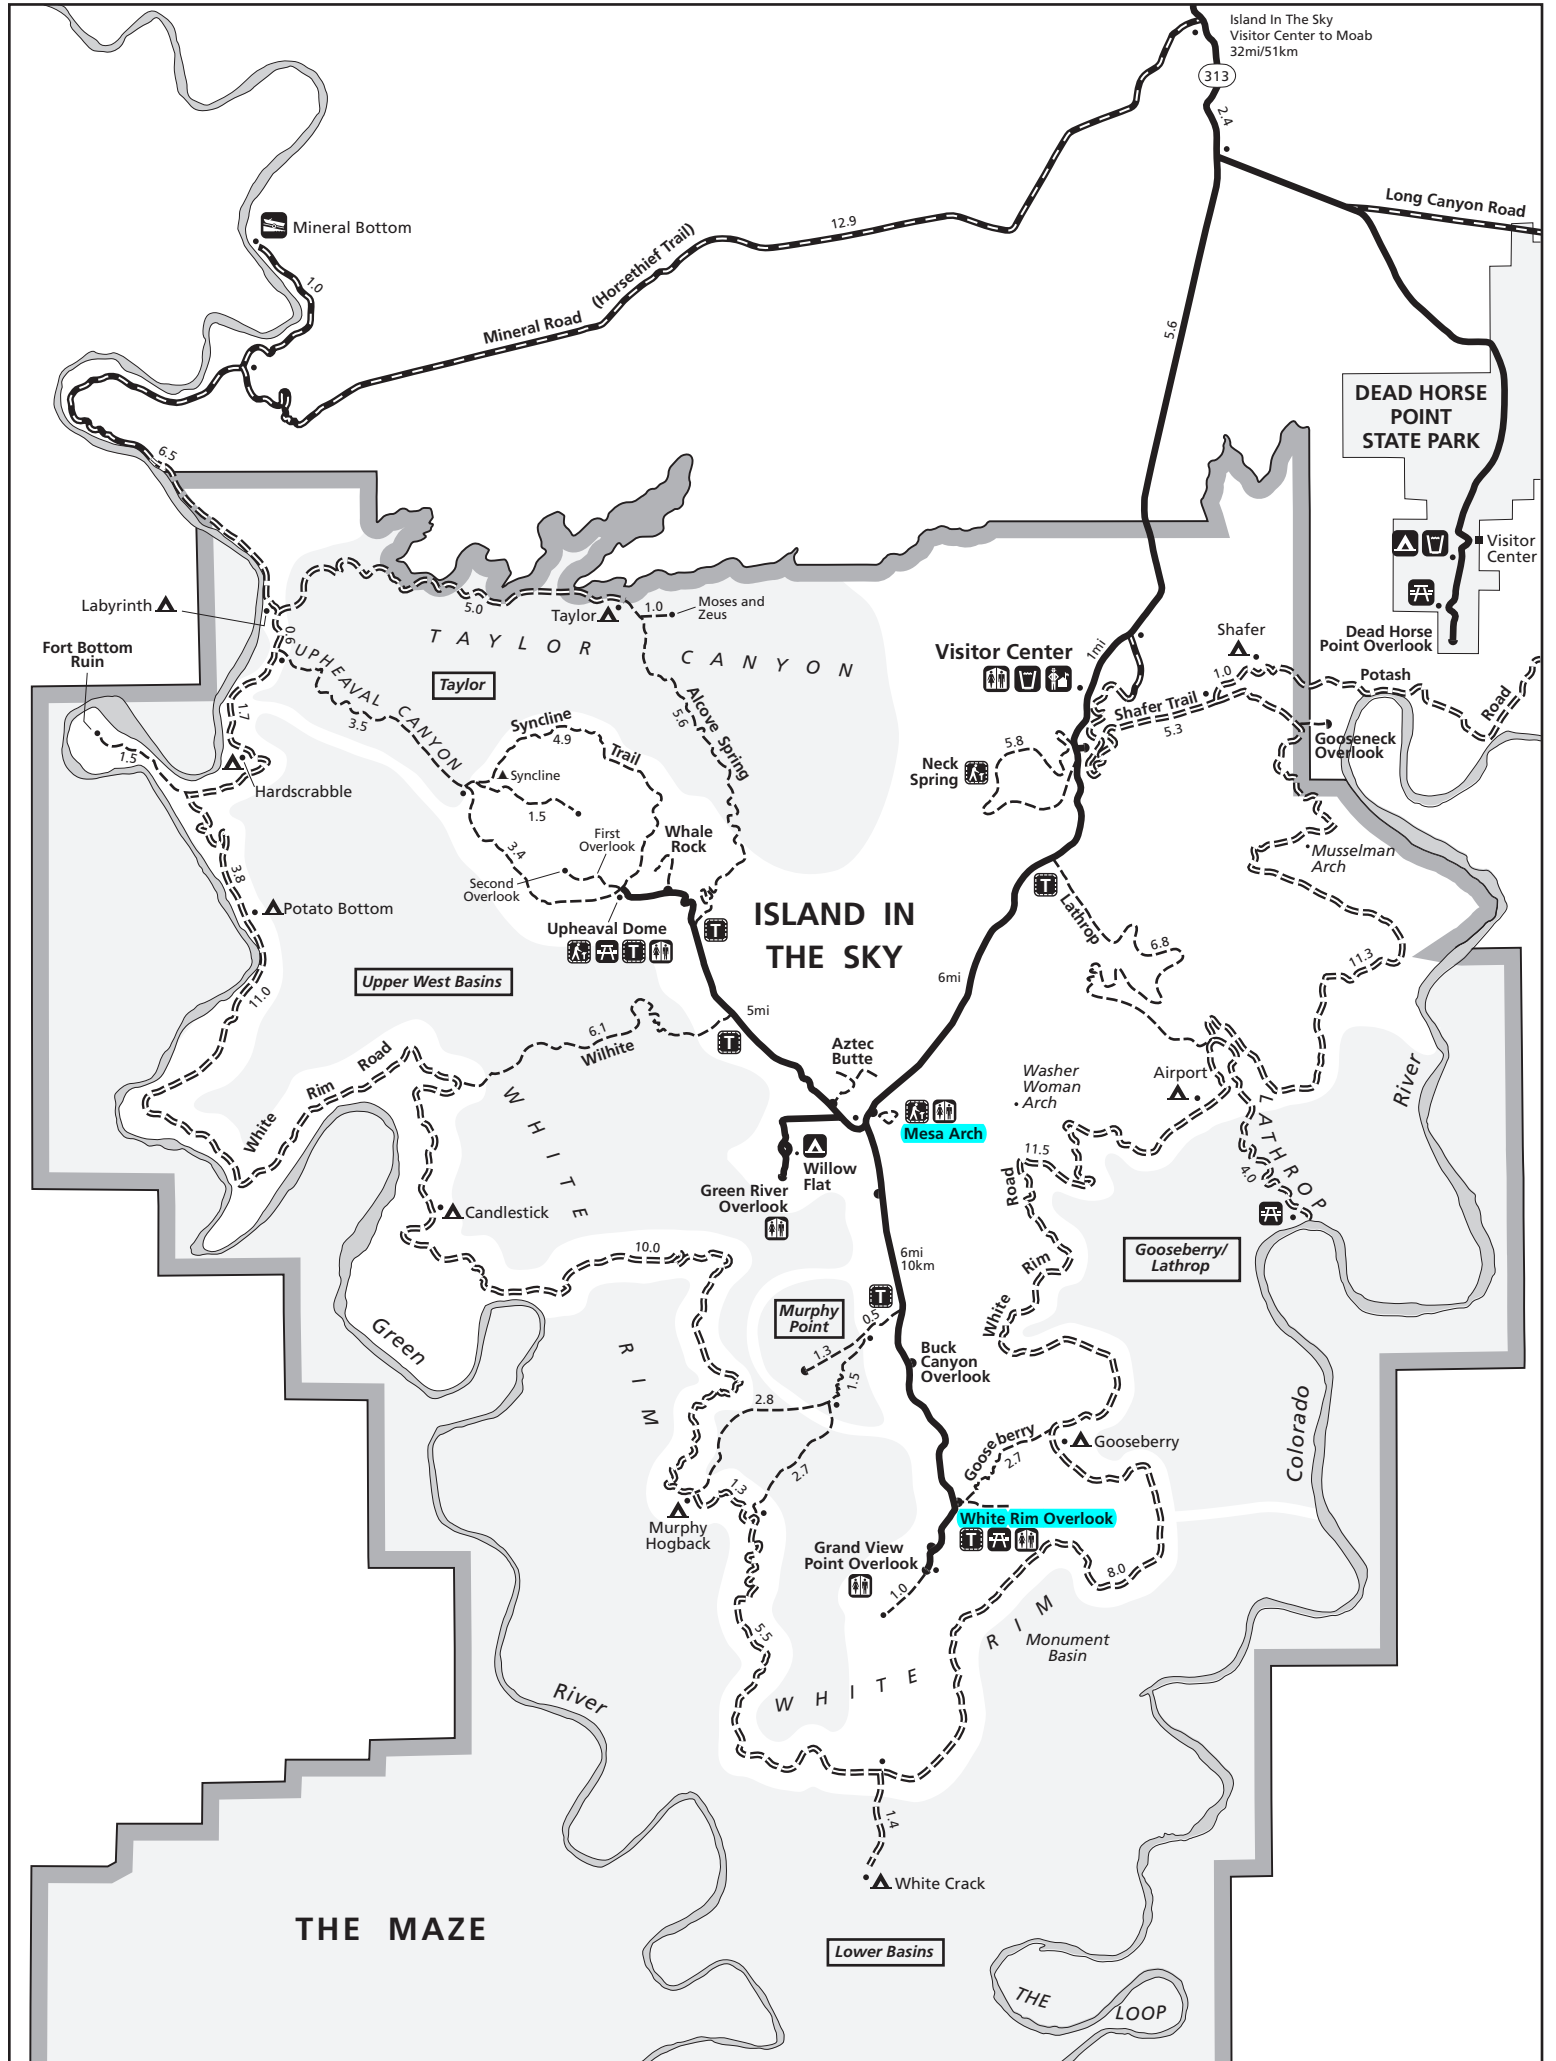 Island In The Sky
Visitor Center to Moab
32mi/51km
313
2.4
Long Canyon Road
12.9
Mineral Bottom
1.0
(Horsethief Trail)
Mineral Road
5.6
DEAD HORSE
POINT
STATE PARK
6.5
Visitor
Center
Labyrinth
5.0
Taylor
1.0
Moses and
Zeus
Fort Bottom
Ruin
0.6
TAYLOR
CANYON
1mi
Visitor Center
Shafer
Dead Horse
Point Overlook
1.0
Potash
Road
UPHEAVAL CANYON
Taylor
Alcove Spring
5.6
Shafer Trail
5.3
Gooseneck
Overlook
1.7
3.5
Syncline
4.9
Trail
5.8
Neck
Spring
1.5
Hardscrabble
Syncline
1.5
First
Overlook
Whale
Rock
Musselman
Arch
3.4
Second
Overlook
3.8
Potato Bottom
Upheaval Dome
ISLAND IN
THE SKY
Lathrop
6.8
11.3
Upper West Basins
6mi
11.0
5mi
6.1
Wilhite
Aztec
Butte
White
Rim
Road
WHITE
Washer
Woman
Arch
Airport
River
Mesa Arch
LATHROP
11.5
4.0
Willow
Flat
Green River
Overlook
Candlestick
Road
Rim
White
10.0
6mi
10km
Gooseberry/
Lathrop
Green
Murphy
Point
0.5
1.3
1.5
Buck
Canyon
Overlook
RIM
2.8
Colorado
Gooseberry
2.7
Gooseberry
2.7
1.3
Murphy
Hogback
White Rim Overlook
Grand View
Point Overlook
1.0
8.0
5.5
RIM
Monument
Basin
WHITE
River
1.4
White Crack
THE MAZE
Lower Basins
THE
LOOP